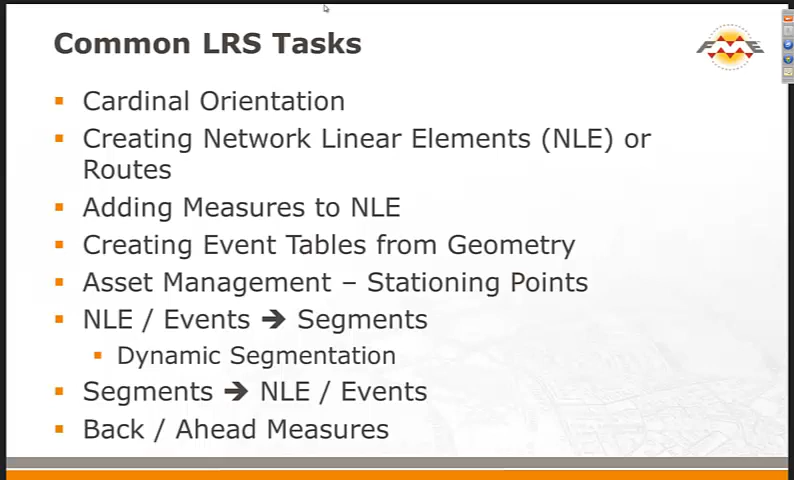 Common LRS Tasks
FME
▪ Cardinal Orientation
▪ Creating Network Linear Elements (NLE) or
Routes
▪ Adding Measures to NLE
▪ Creating Event Tables from Geometry
▪ Asset Management – Stationing Points
▪ NLE / Events ➔ Segments
▪ Dynamic Segmentation
▪ Segments ➔ NLE / Events
▪ Back / Ahead Measures